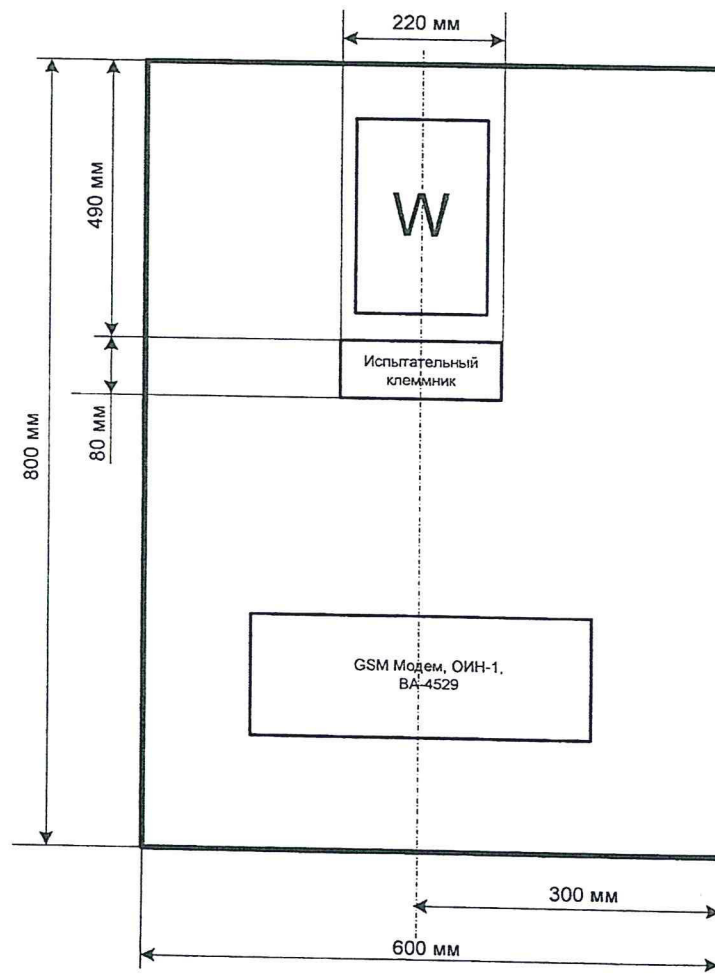 220 мм
490 мм
W
Испытательный
клеммник
80 мм
800 мм
GSM Модем, ОИН-1,
ВА-4529
300 мм
600 мм